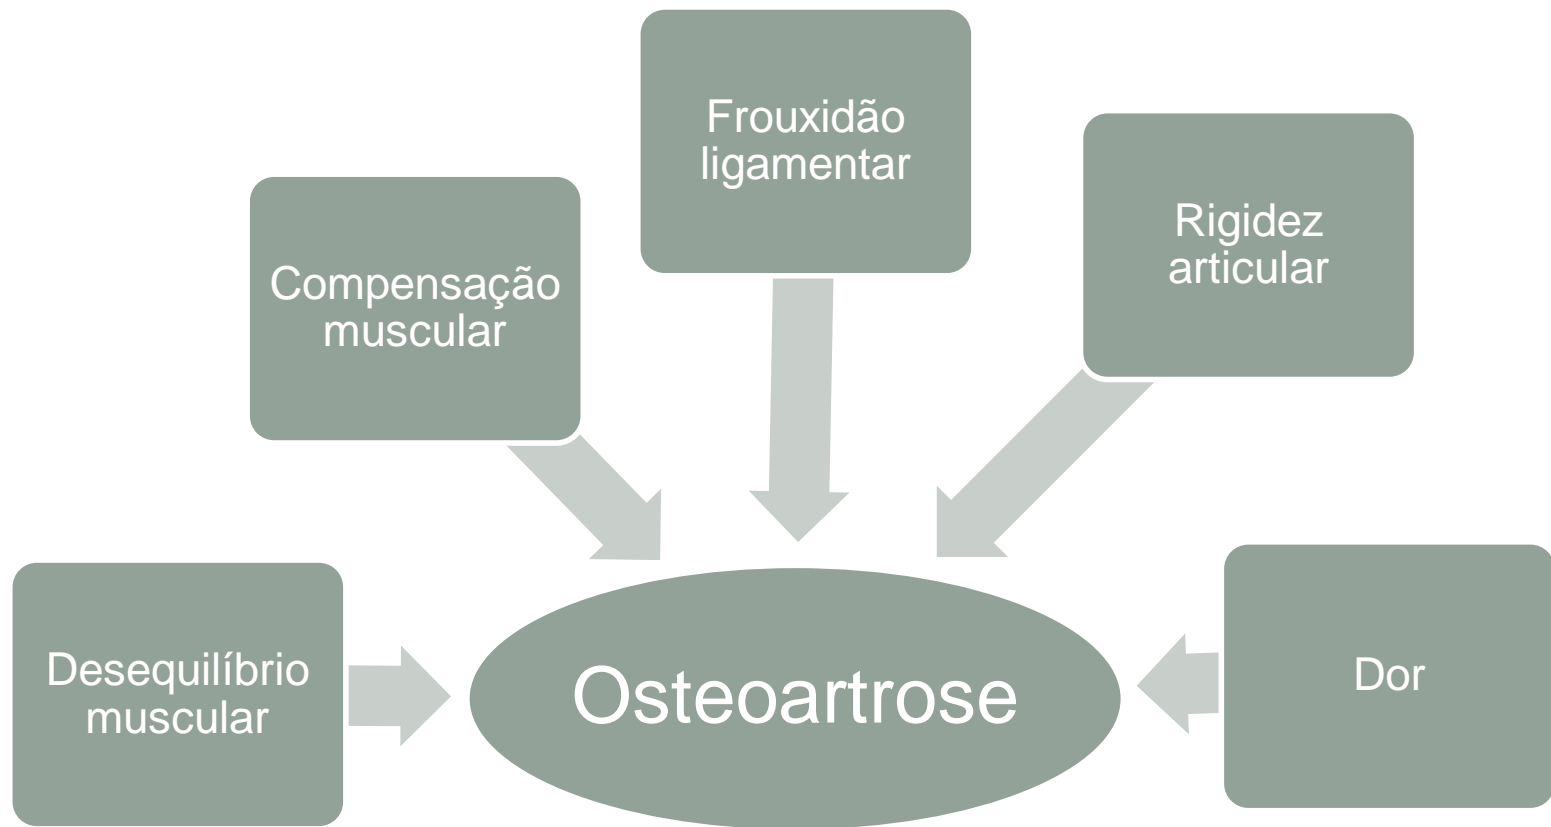 Frouxidão
ligamentar
Rigidez
articular
Compensação
muscular
Desequilíbrio
muscular
Osteoartrose
Dor